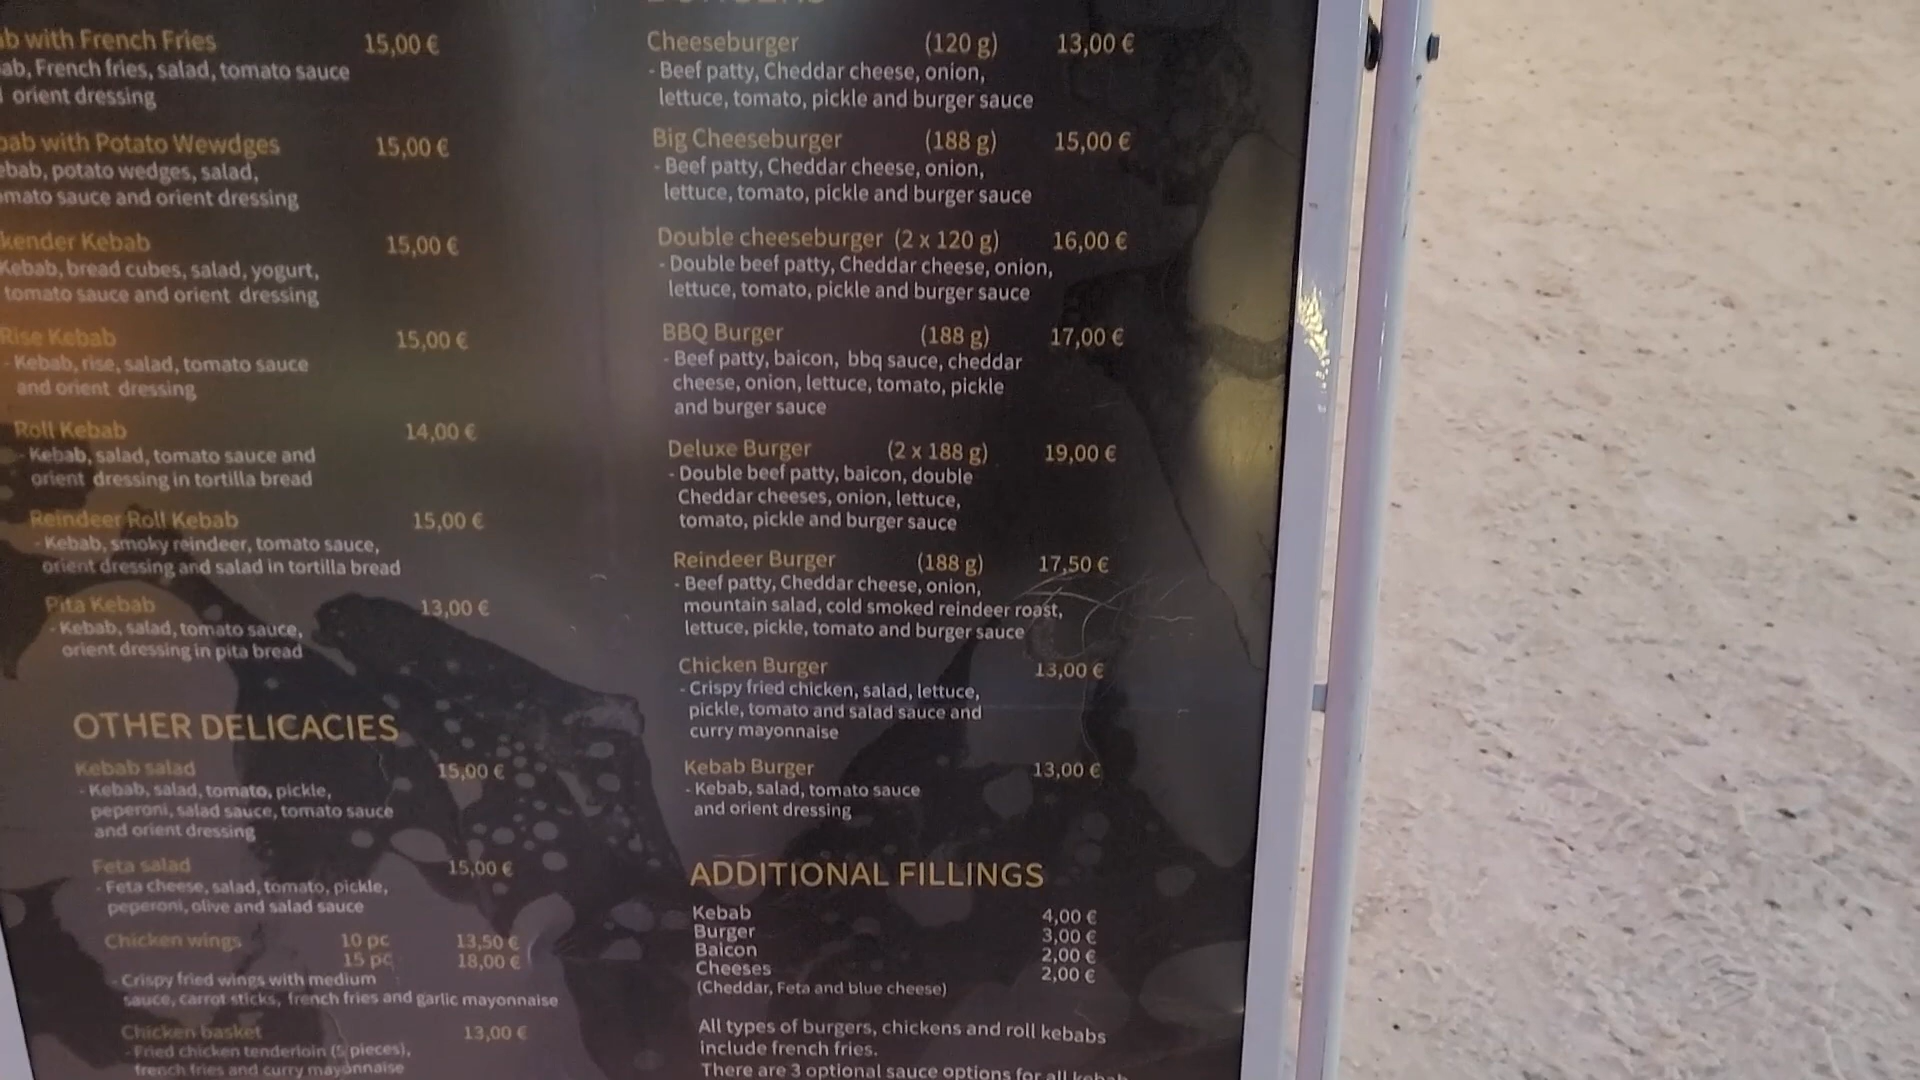 with French Fries 15,00 €
French fries, salad, tomato sauce
orient dressing
with Potato Wewdges 15,00 €
potato wedges, salad,
sauce and orient dressing
Kebab 15,00 €
Kebab, bread cubes, salad, yogurt,
tomato sauce and orient dressing
Rise Kebab 15,00 €
- Kebab, rise, salad, tomato sauce
and orient dressing
Roll Kebab 14,00 €
- Kebab, salad, tomato sauce and
orient dressing in tortilla bread
Reindeer Roll Kebab 15,00 €
- Kebab, smoky reindeer, tomato sauce,
orient dressing and salad in tortilla bread
Pita Kebab 13,00 €
- Kebab, salad, tomato sauce,
orient dressing in pita bread
OTHER DELICACIES
Kebab salad 15,00 €
- Kebab, salad, tomato, pickle,
peperoni, salad sauce, tomato sauce
and orient dressing
Feta salad 15,00 €
- Feta cheese, salad, tomato, pickle,
peperoni, olive and salad sauce
Chicken wings 10 pc 13,50 €
15 pc 18,00 €
- Crispy fried wings with medium
sauce, carrot sticks, french fries and garlic mayonnaise
Chicken basket 13,00 €
- Fried chicken tenderloin (5 pieces),
french fries and curry mayonnaise
Cheeseburger (120 g) 13,00 €
- Beef patty, Cheddar cheese, onion,
lettuce, tomato, pickle and burger sauce
Big Cheeseburger (188 g) 15,00 €
- Beef patty, Cheddar cheese, onion,
lettuce, tomato, pickle and burger sauce
Double cheeseburger (2 x 120 g) 16,00 €
- Double beef patty, Cheddar cheese, onion,
lettuce, tomato, pickle and burger sauce
BBQ Burger (188 g) 17,00 €
- Beef patty, baicon, bbq sauce, cheddar
cheese, onion, lettuce, tomato, pickle
and burger sauce
Deluxe Burger (2 x 188 g) 19,00 €
- Double beef patty, baicon, double
Cheddar cheeses, onion, lettuce,
tomato, pickle and burger sauce
Reindeer Burger (188 g) 17,50 €
- Beef patty, Cheddar cheese, onion,
mountain salad, cold smoked reindeer roast,
lettuce, pickle, tomato and burger sauce
Chicken Burger 13,00 €
- Crispy fried chicken, salad, lettuce,
pickle, tomato and salad sauce and
curry mayonnaise
Kebab Burger 13,00 €
- Kebab, salad, tomato sauce
and orient dressing
ADDITIONAL FILLINGS
Kebab 4,00 €
Burger 3,00 €
Baicon 2,00 €
Cheeses 2,00 €
(Cheddar, Feta and blue cheese)
All types of burgers, chickens and roll kebabs
include french fries.
There are 3 optional sauce options for all